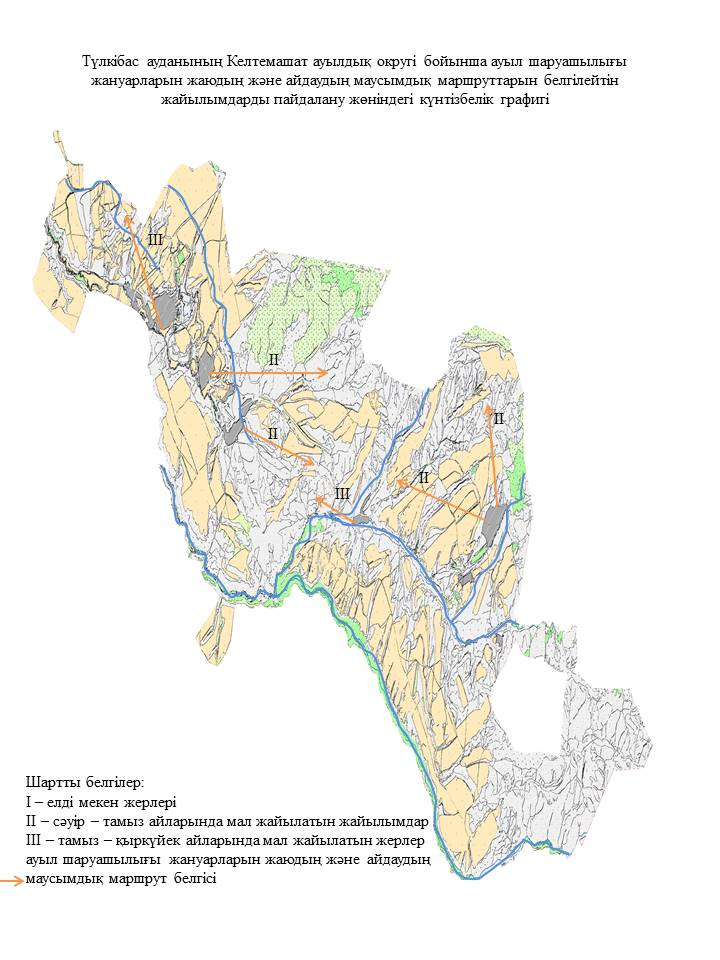 Түлкібас ауданының Келтемашат ауылдық округі бойынша ауыл шаруашылығы
жануарларын жаюдың және айдаудың маусымдық маршруттарын белгілейтін
жайылымдарды пайдалану жөніндегі күнтізбелік графигі
III
II
II
II
II
III
Шартты белгілер:
I – елді мекен жерлері
II – сәуір – тамыз айларында мал жайылатын жайылымдар
III – тамыз – қыркүйек айларында мал жайылатын жерлер
ауыл шаруашылығы жануарларын жаюдың және айдаудың
маусымдық маршрут белгісі